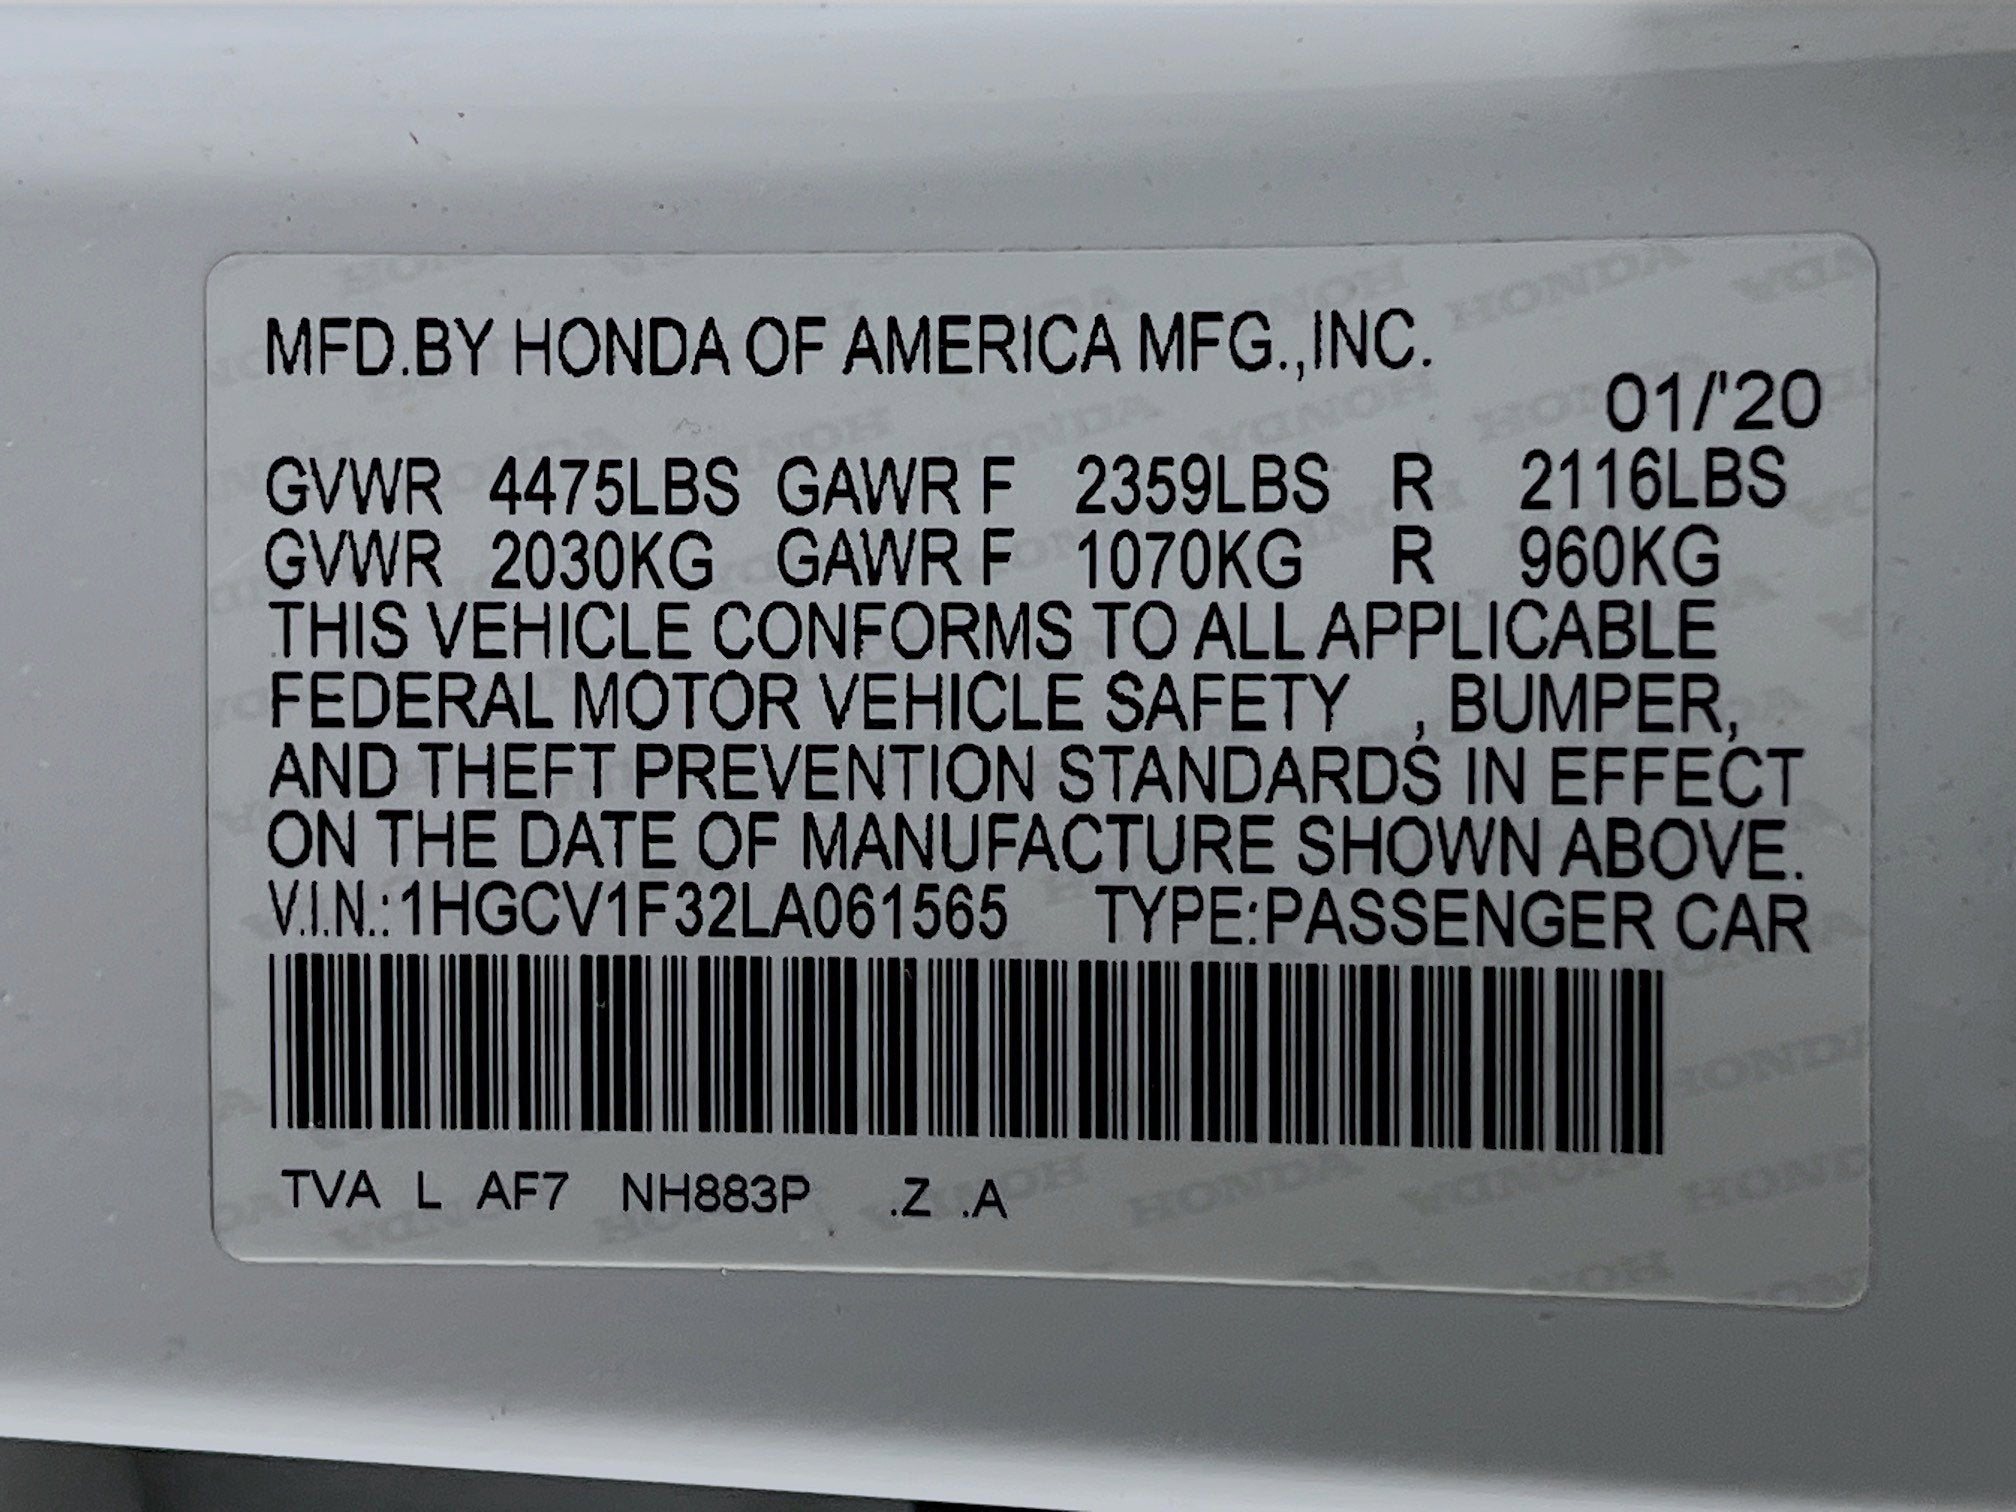 MFD.BY HONDA OF AMERICA MFG.,INC.
01/'20
GVWR 4475LBS GAWR F 2359LBS R 2116LBS
GVWR 2030KG GAWR F 1070KG R 960KG
THIS VEHICLE CONFORMS TO ALL APPLICABLE
FEDERAL MOTOR VEHICLE SAFETY , BUMPER,
AND THEFT PREVENTION STANDARDS IN EFFECT
ON THE DATE OF MANUFACTURE SHOWN ABOVE.
V.I.N.:1HGCV1F32LA061565 TYPE:PASSENGER CAR
TVA L AF7 NH883P .Z .A